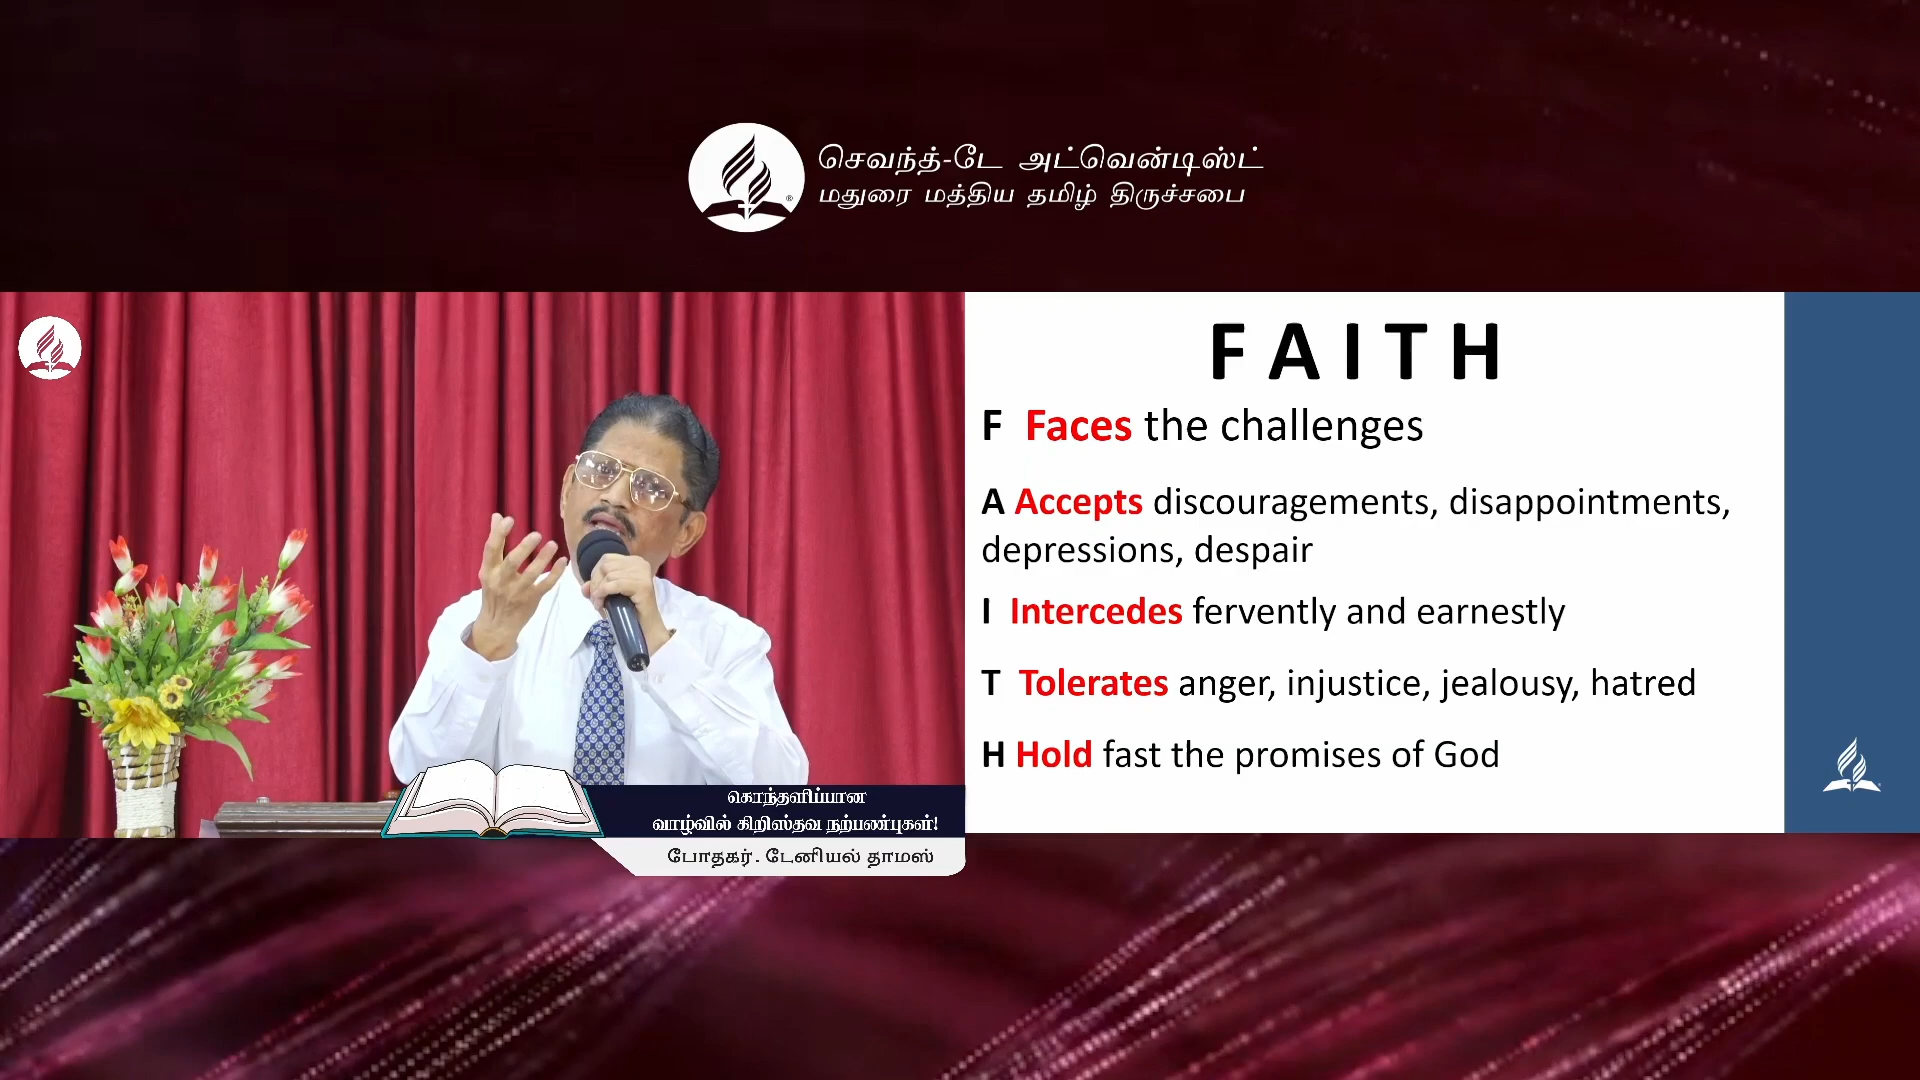 செவந்த்-டே அட்வென்டிஸ்ட்
மதுரை மத்திய தமிழ் திருச்சபை
F A I T H
F Faces the challenges
A Accepts discouragements, disappointments,
depressions, despair
I Intercedes fervently and earnestly
T Tolerates anger, injustice, jealousy, hatred
H Hold fast the promises of God
கொந்தளிப்பான
வாழ்வில் கிறிஸ்தவ நற்பண்புகள்!
போதகர். டேனியல் தாமஸ்